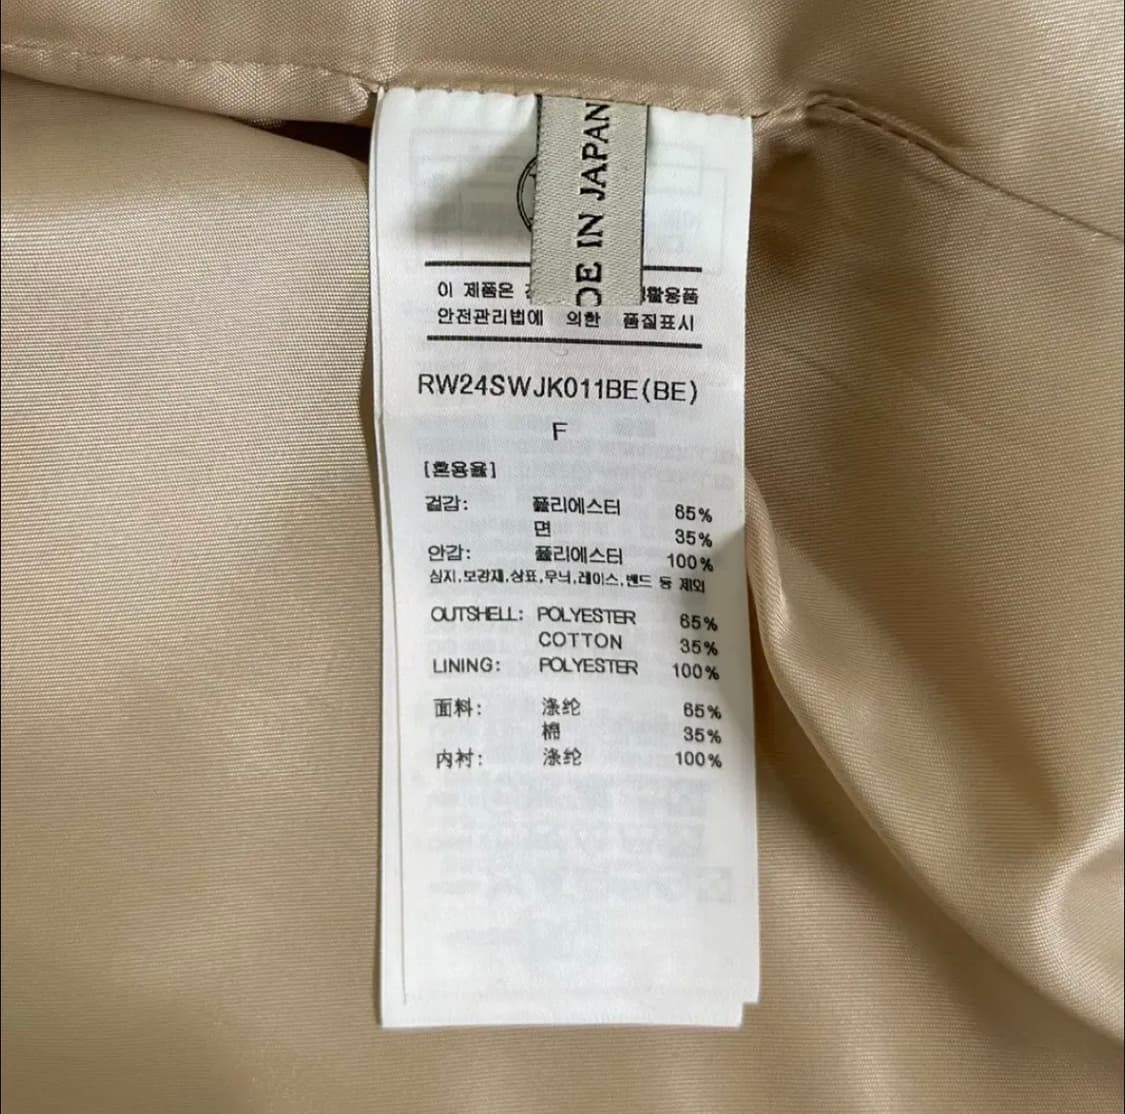 DE IN JAPAN
이 제품은 활용품
안전관리법에 의한 품질표시
RW24SWJK011BE(BE)
F
[혼용율]
겉감: 폴리에스터 65%
면 35%
안감: 폴리에스터 100%
심지,보강재,상표,무늬,레이스,밴드 등 제외
OUTSHELL: POLYESTER 65%
COTTON 35%
LINING: POLYESTER 100%
面料: 涤纶 65%
棉 35%
内衬: 涤纶 100%